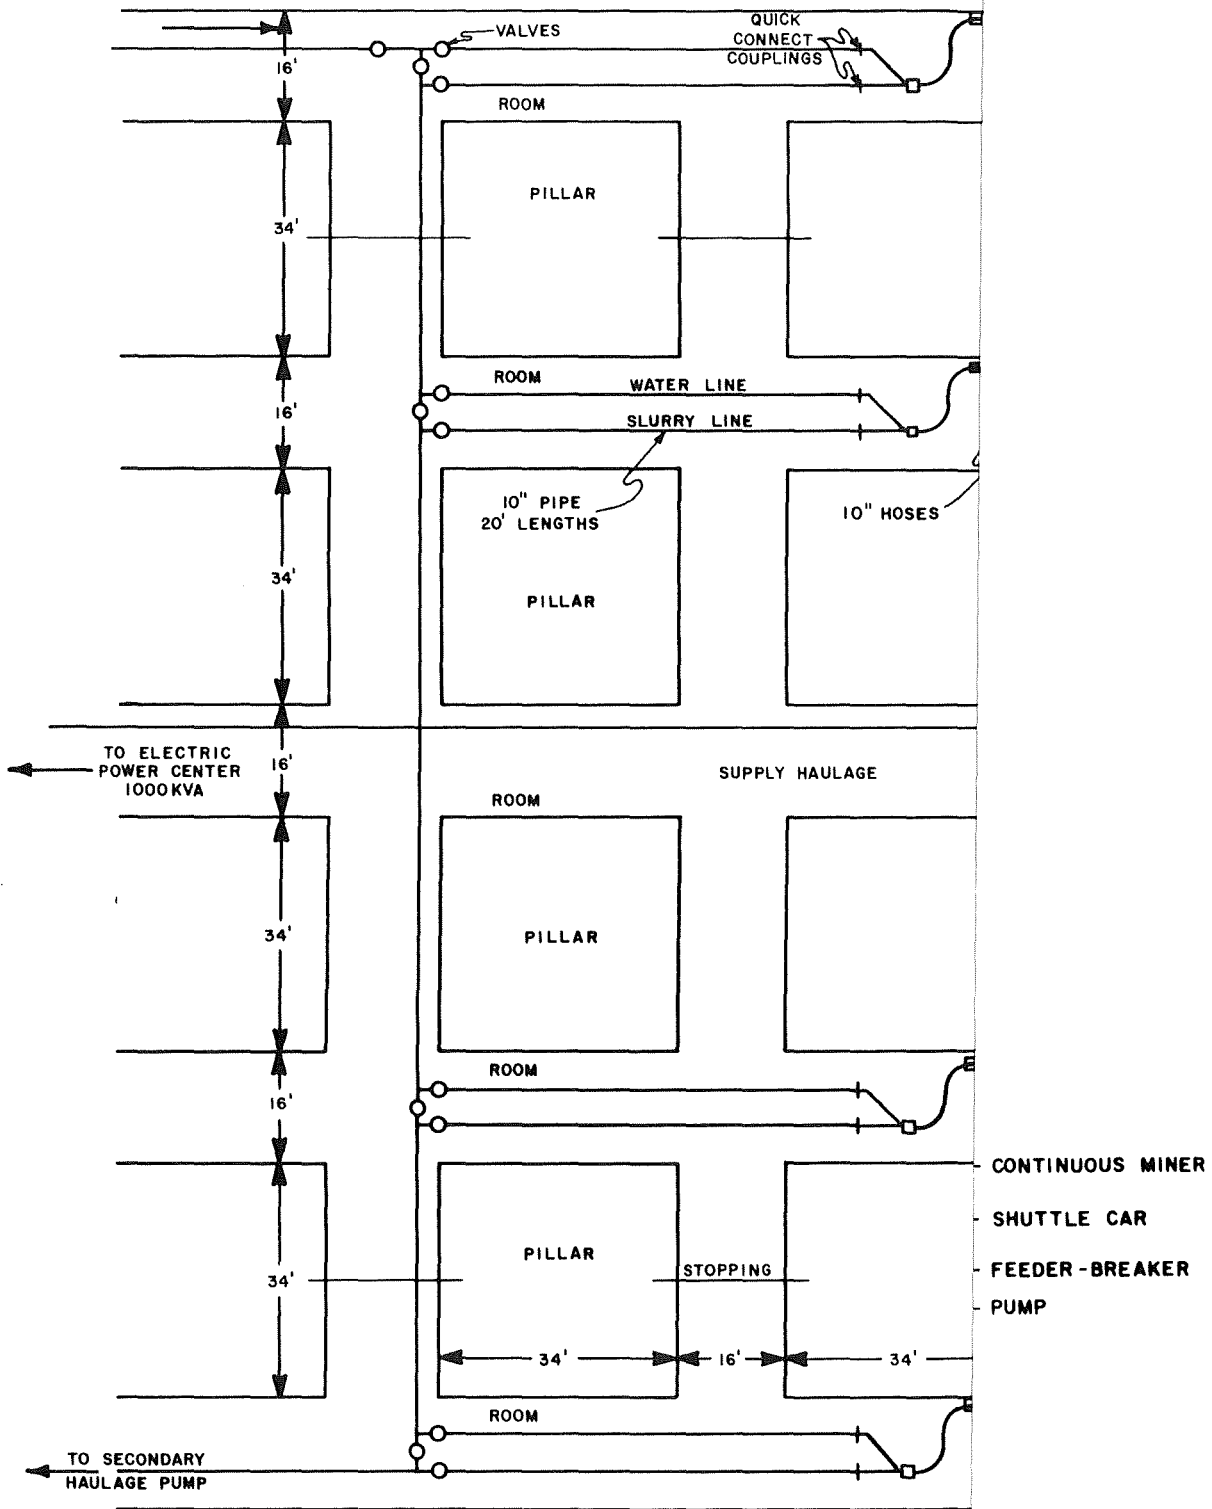 VALVES
QUICK
CONNECT
COUPLINGS
16'
ROOM
PILLAR
34'
ROOM
WATER LINE
16'
SLURRY LINE
10" PIPE
20' LENGTHS
10" HOSES
34'
PILLAR
TO ELECTRIC
POWER CENTER
1000 KVA
16'
SUPPLY HAULAGE
ROOM
34'
PILLAR
ROOM
16'
CONTINUOUS MINER
SHUTTLE CAR
PILLAR
34'
STOPPING
FEEDER-BREAKER
PUMP
34'
16'
34'
ROOM
TO SECONDARY
HAULAGE PUMP